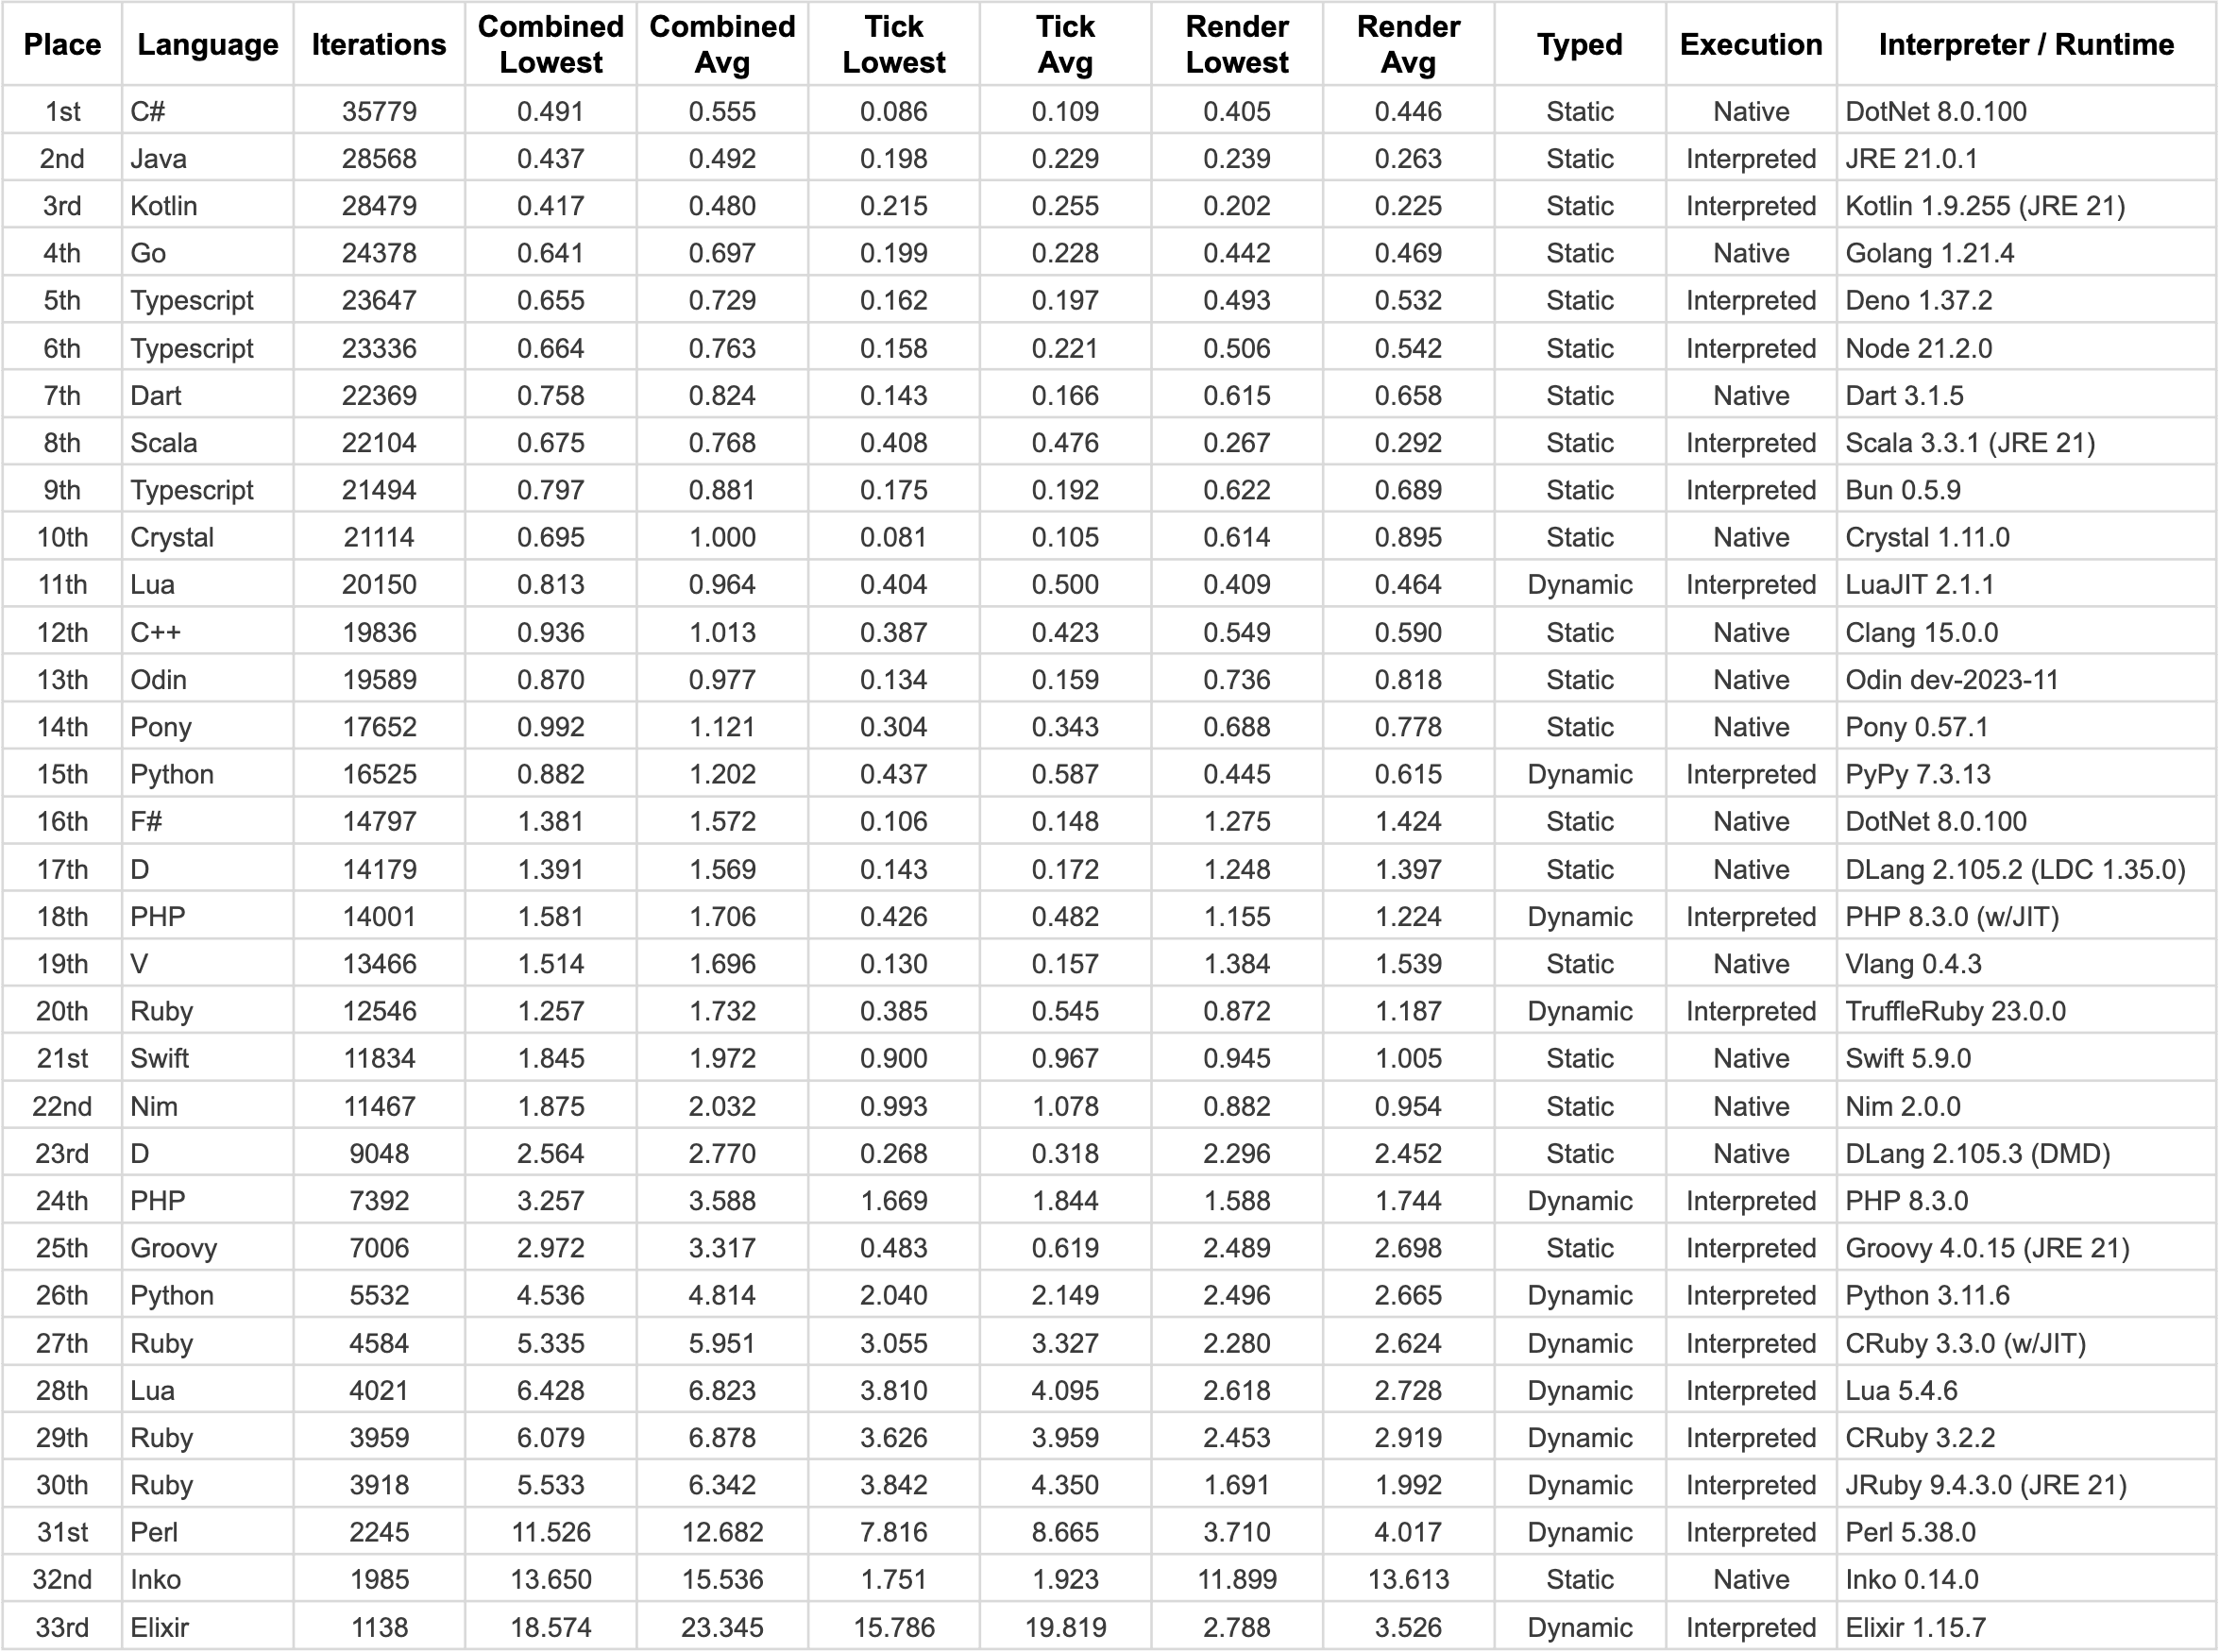 Place Language Iterations Combined Lowest Combined Avg Tick Lowest Tick Avg Render Lowest Render Avg Typed Execution Interpreter / Runtime
1st C# 35779 0.491 0.555 0.086 0.109 0.405 0.446 Static Native DotNet 8.0.100
2nd Java 28568 0.437 0.492 0.198 0.229 0.239 0.263 Static Interpreted JRE 21.0.1
3rd Kotlin 28479 0.417 0.480 0.215 0.255 0.202 0.225 Static Interpreted Kotlin 1.9.255 (JRE 21)
4th Go 24378 0.641 0.697 0.199 0.228 0.442 0.469 Static Native Golang 1.21.4
5th Typescript 23647 0.655 0.729 0.162 0.197 0.493 0.532 Static Interpreted Deno 1.37.2
6th Typescript 23336 0.664 0.763 0.158 0.221 0.506 0.542 Static Interpreted Node 21.2.0
7th Dart 22369 0.758 0.824 0.143 0.166 0.615 0.658 Static Native Dart 3.1.5
8th Scala 22104 0.675 0.768 0.408 0.476 0.267 0.292 Static Interpreted Scala 3.3.1 (JRE 21)
9th Typescript 21494 0.797 0.881 0.175 0.192 0.622 0.689 Static Interpreted Bun 0.5.9
10th Crystal 21114 0.695 1.000 0.081 0.105 0.614 0.895 Static Native Crystal 1.11.0
11th Lua 20150 0.813 0.964 0.404 0.500 0.409 0.464 Dynamic Interpreted LuaJIT 2.1.1
12th C++ 19836 0.936 1.013 0.387 0.423 0.549 0.590 Static Native Clang 15.0.0
13th Odin 19589 0.870 0.977 0.134 0.159 0.736 0.818 Static Native Odin dev-2023-11
14th Pony 17652 0.992 1.121 0.304 0.343 0.688 0.778 Static Native Pony 0.57.1
15th Python 16525 0.882 1.202 0.437 0.587 0.445 0.615 Dynamic Interpreted PyPy 7.3.13
16th F# 14797 1.381 1.572 0.106 0.148 1.275 1.424 Static Native DotNet 8.0.100
17th D 14179 1.391 1.569 0.143 0.172 1.248 1.397 Static Native DLang 2.105.2 (LDC 1.35.0)
18th PHP 14001 1.581 1.706 0.426 0.482 1.155 1.224 Dynamic Interpreted PHP 8.3.0 (w/JIT)
19th V 13466 1.514 1.696 0.130 0.157 1.384 1.539 Static Native Vlang 0.4.3
20th Ruby 12546 1.257 1.732 0.385 0.545 0.872 1.187 Dynamic Interpreted TruffleRuby 23.0.0
21st Swift 11834 1.845 1.972 0.900 0.967 0.945 1.005 Static Native Swift 5.9.0
22nd Nim 11467 1.875 2.032 0.993 1.078 0.882 0.954 Static Native Nim 2.0.0
23rd D 9048 2.564 2.770 0.268 0.318 2.296 2.452 Static Native DLang 2.105.3 (DMD)
24th PHP 7392 3.257 3.588 1.669 1.844 1.588 1.744 Dynamic Interpreted PHP 8.3.0
25th Groovy 7006 2.972 3.317 0.483 0.619 2.489 2.698 Static Interpreted Groovy 4.0.15 (JRE 21)
26th Python 5532 4.536 4.814 2.040 2.149 2.496 2.665 Dynamic Interpreted Python 3.11.6
27th Ruby 4584 5.335 5.951 3.055 3.327 2.280 2.624 Dynamic Interpreted CRuby 3.3.0 (w/JIT)
28th Lua 4021 6.428 6.823 3.810 4.095 2.618 2.728 Dynamic Interpreted Lua 5.4.6
29th Ruby 3959 6.079 6.878 3.626 3.959 2.453 2.919 Dynamic Interpreted CRuby 3.2.2
30th Ruby 3918 5.533 6.342 3.842 4.350 1.691 1.992 Dynamic Interpreted JRuby 9.4.3.0 (JRE 21)
31st Perl 2245 11.526 12.682 7.816 8.665 3.710 4.017 Dynamic Interpreted Perl 5.38.0
32nd Inko 1985 13.650 15.536 1.751 1.923 11.899 13.613 Static Native Inko 0.14.0
33rd Elixir 1138 18.574 23.345 15.786 19.819 2.788 3.526 Dynamic Interpreted Elixir 1.15.7